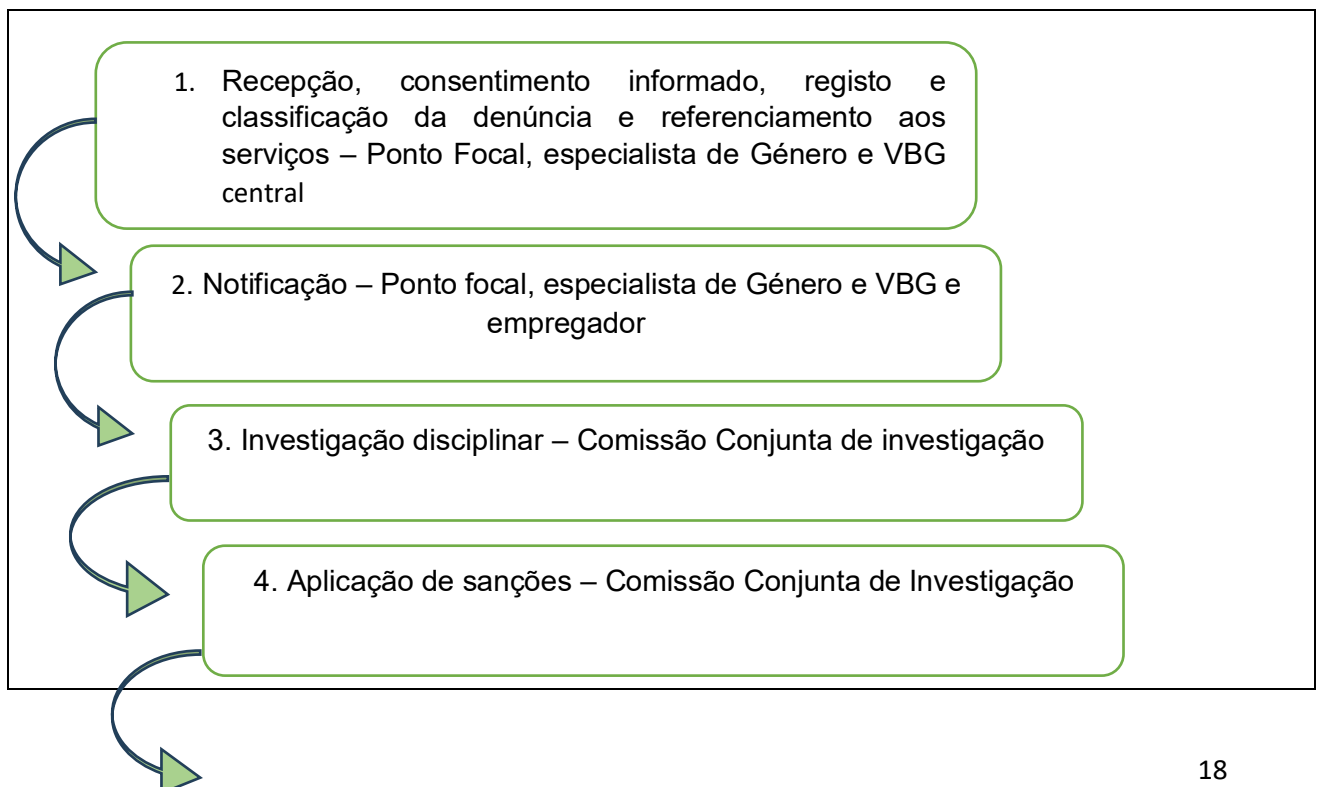 1. Recepção, consentimento informado, registo e
classificação da denúncia e referenciamento aos
serviços – Ponto Focal, especialista de Género e VBG
central
2. Notificação – Ponto focal, especialista de Género e VBG e
empregador
3. Investigação disciplinar – Comissão Conjunta de investigação
4. Aplicação de sanções – Comissão Conjunta de Investigação
18